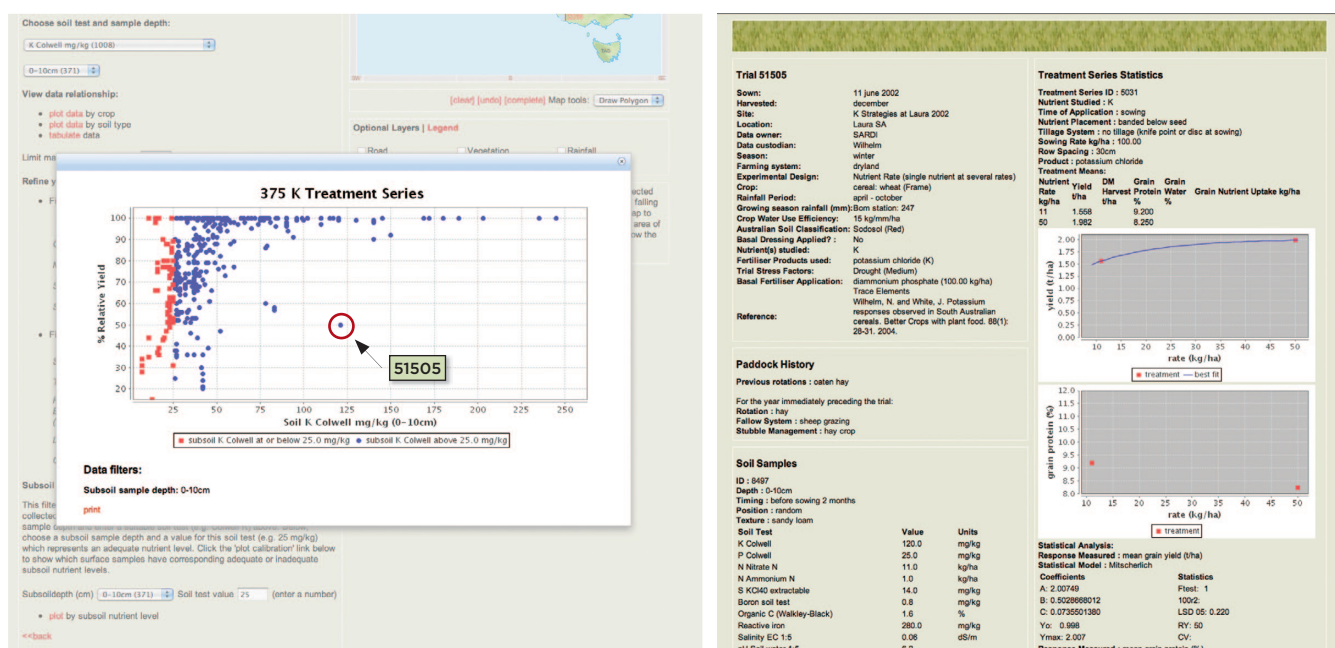 Choose soil test and sample depth:
K Colwell mg/kg (1008)
0-10cm (371)
View data relationship:
plot data by crop
plot data by soil type
tabulate data
Limit ma
Refine y
[clear] [undo] [complete] Map tools: Draw Polygon
Optional Layers | Legend
Road Vegetation Rainfall
375 K Treatment Series
% Relative Yield
100
90
80
70
60
50
40
30
20
51505
25 50 75 100 125 150 175 200 225 250
Soil K Colwell mg/kg (0-10cm)
subsoil K Colwell at or below 25.0 mg/kg subsoil K Colwell above 25.0 mg/kg
Data filters:
Subsoil sample depth: 0-10cm
print
Subsoil
This filte
collected
choose a subsoil sample depth and a value for this soil test (e.g. 25 mg/kg)
which represents an adequate nutrient level. Click the 'plot calibration' link below
to show which surface samples have corresponding adequate or inadequate
subsoil nutrient levels.
Subsoildepth (cm) 0-10cm (371) Soil test value 25 (enter a number)
plot by subsoil nutrient level
<<back
Trial 51505
Sown: 11 june 2002
Harvested: december
Site: K Strategies at Laura 2002
Location: Laura SA
Data owner: SARDI
Data custodian: Wilhelm
Season: winter
Farming system: dryland
Experimental Design: Nutrient Rate (single nutrient at several rates)
Crop: cereal: wheat (Frame)
Rainfall Period: april - october
Growing season rainfall (mm): Bom station: 247
Crop Water Use Efficiency: 15 kg/mm/ha
Australian Soil Classification: Sodosol (Red)
Basal Dressing Applied? : No
Nutrient(s) studied: K
Fertiliser Products used: potassium chloride (K)
Trial Stress Factors: Drought (Medium)
Basal Fertiliser Application: diammonium phosphate (100.00 kg/ha)
Trace Elements
Reference: Wilhelm, N. and White, J. Potassium
responses observed in South Australian
cereals. Better Crops with plant food. 88(1):
28-31. 2004.
Paddock History
Previous rotations : oaten hay
For the year immediately preceding the trial:
Rotation : hay
Fallow System : sheep grazing
Stubble Management : hay crop
Soil Samples
ID : 8497
Depth : 0-10cm
Timing : before sowing 2 months
Position : random
Texture : sandy loam
Soil Test Value Units
K Colwell 120.0 mg/kg
P Colwell 25.0 mg/kg
N Nitrate N 11.0 kg/ha
N Ammonium N 1.0 kg/ha
S KCl40 extractable 14.0 mg/kg
Boron soil test 0.8 mg/kg
Organic C (Walkley-Black) 1.6 %
Reactive iron 280.0 mg/kg
Salinity EC 1:5 0.06 dS/m
Treatment Series Statistics
Treatment Series ID : 5031
Nutrient Studied : K
Time of Application : sowing
Nutrient Placement : banded below seed
Tillage System : no tillage (knife point or disc at sowing)
Sowing Rate kg/ha : 100.00
Row Spacing : 30cm
Product : potassium chloride
Treatment Means:
Nutrient Rate kg/ha Yield t/ha DM Harvest t/ha Grain Protein % Grain Water % Grain Nutrient Uptake kg/ha
11 1.558 9.200
50 1.982 8.250
yield (t/ha)
2.00
1.75
1.50
1.25
1.00
0.75
0.50
0.25
0.00
10 15 20 25 30 35 40 45 50
rate (kg/ha)
treatment best fit
grain protein (%)
12.0
11.5
11.0
10.5
10.0
9.5
9.0
8.5
8.0
10 15 20 25 30 35 40 45 50
rate (kg/ha)
treatment
Statistical Analysis:
Response Measured : mean grain yield (t/ha)
Statistical Model : Mitscherlich
Coefficients Statistics
A: 2.00749 Ftest: 1
B: 0.5028668012 100r2:
C: 0.0735501380 LSD 05: 0.220
Yo: 0.998 RY: 50
Ymax: 2.007 CV: